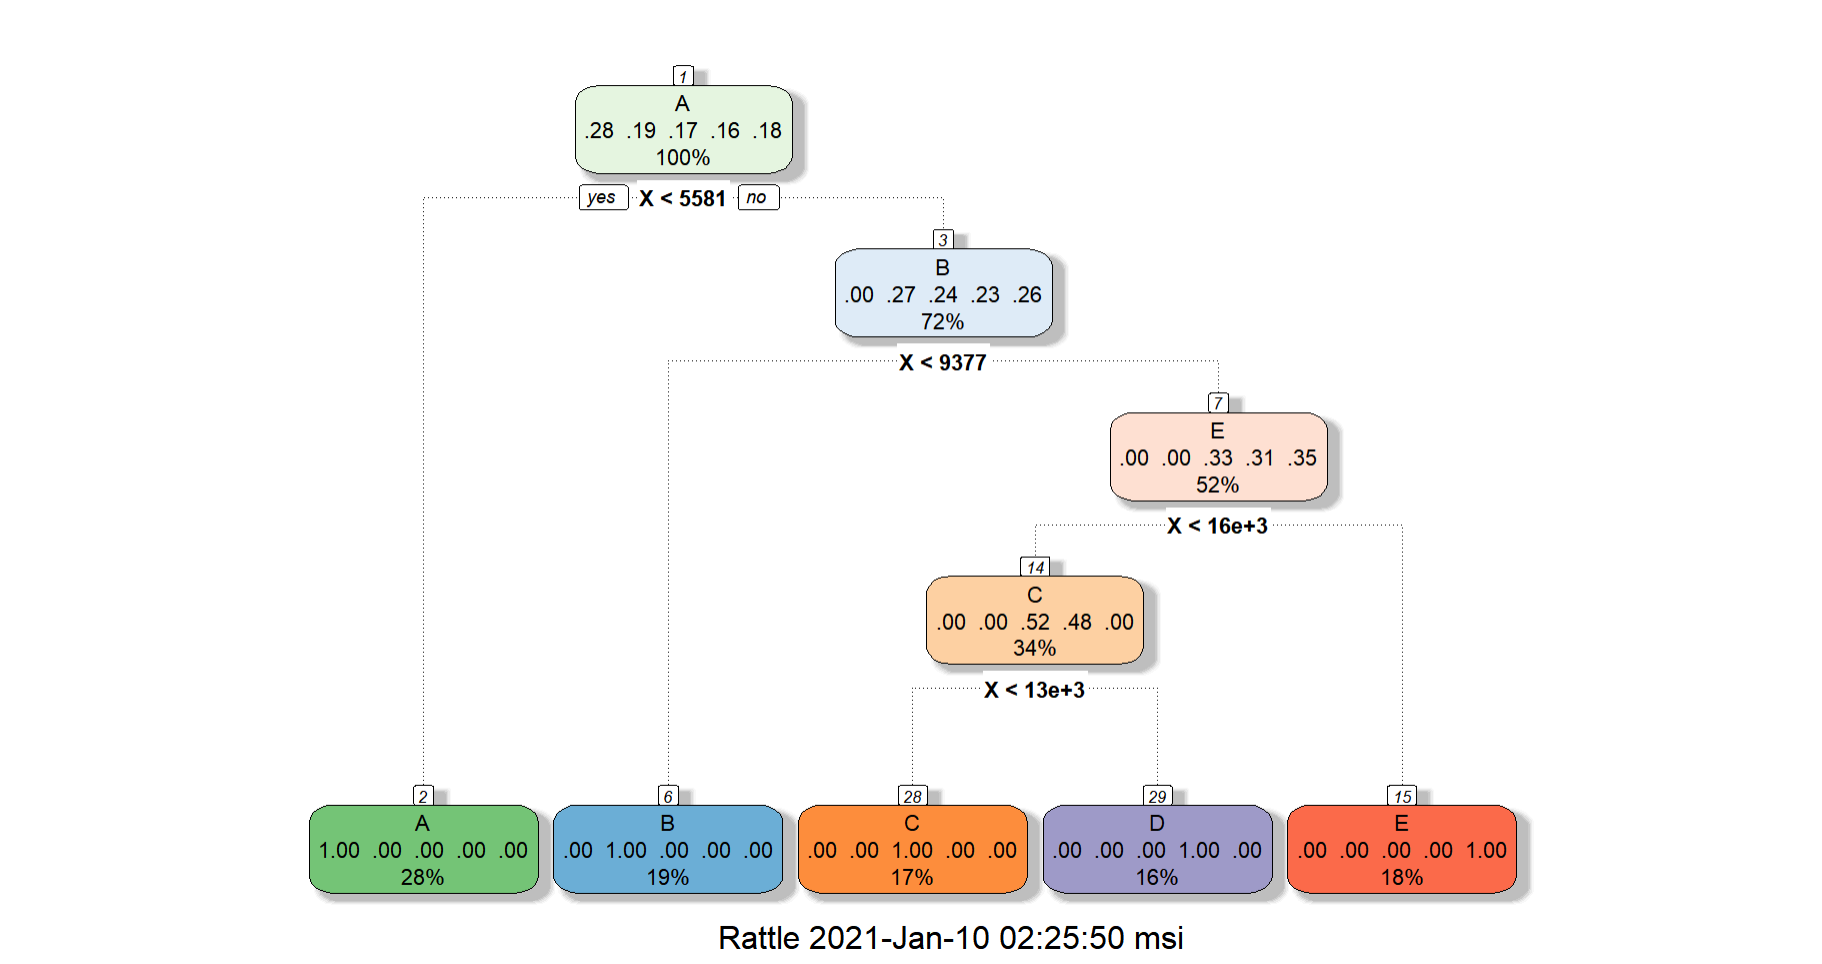 1
A
.28 .19 .17 .16 .18
100%
yes X < 5581 no
3
B
.00 .27 .24 .23 .26
72%
X < 9377
7
E
.00 .00 .33 .31 .35
52%
X < 16e+3
14
C
.00 .00 .52 .48 .00
34%
X < 13e+3
2
A
1.00 .00 .00 .00 .00
28%
6
B
.00 1.00 .00 .00 .00
19%
28
C
.00 .00 1.00 .00 .00
17%
29
D
.00 .00 .00 1.00 .00
16%
15
E
.00 .00 .00 .00 1.00
18%
Rattle 2021-Jan-10 02:25:50 msi